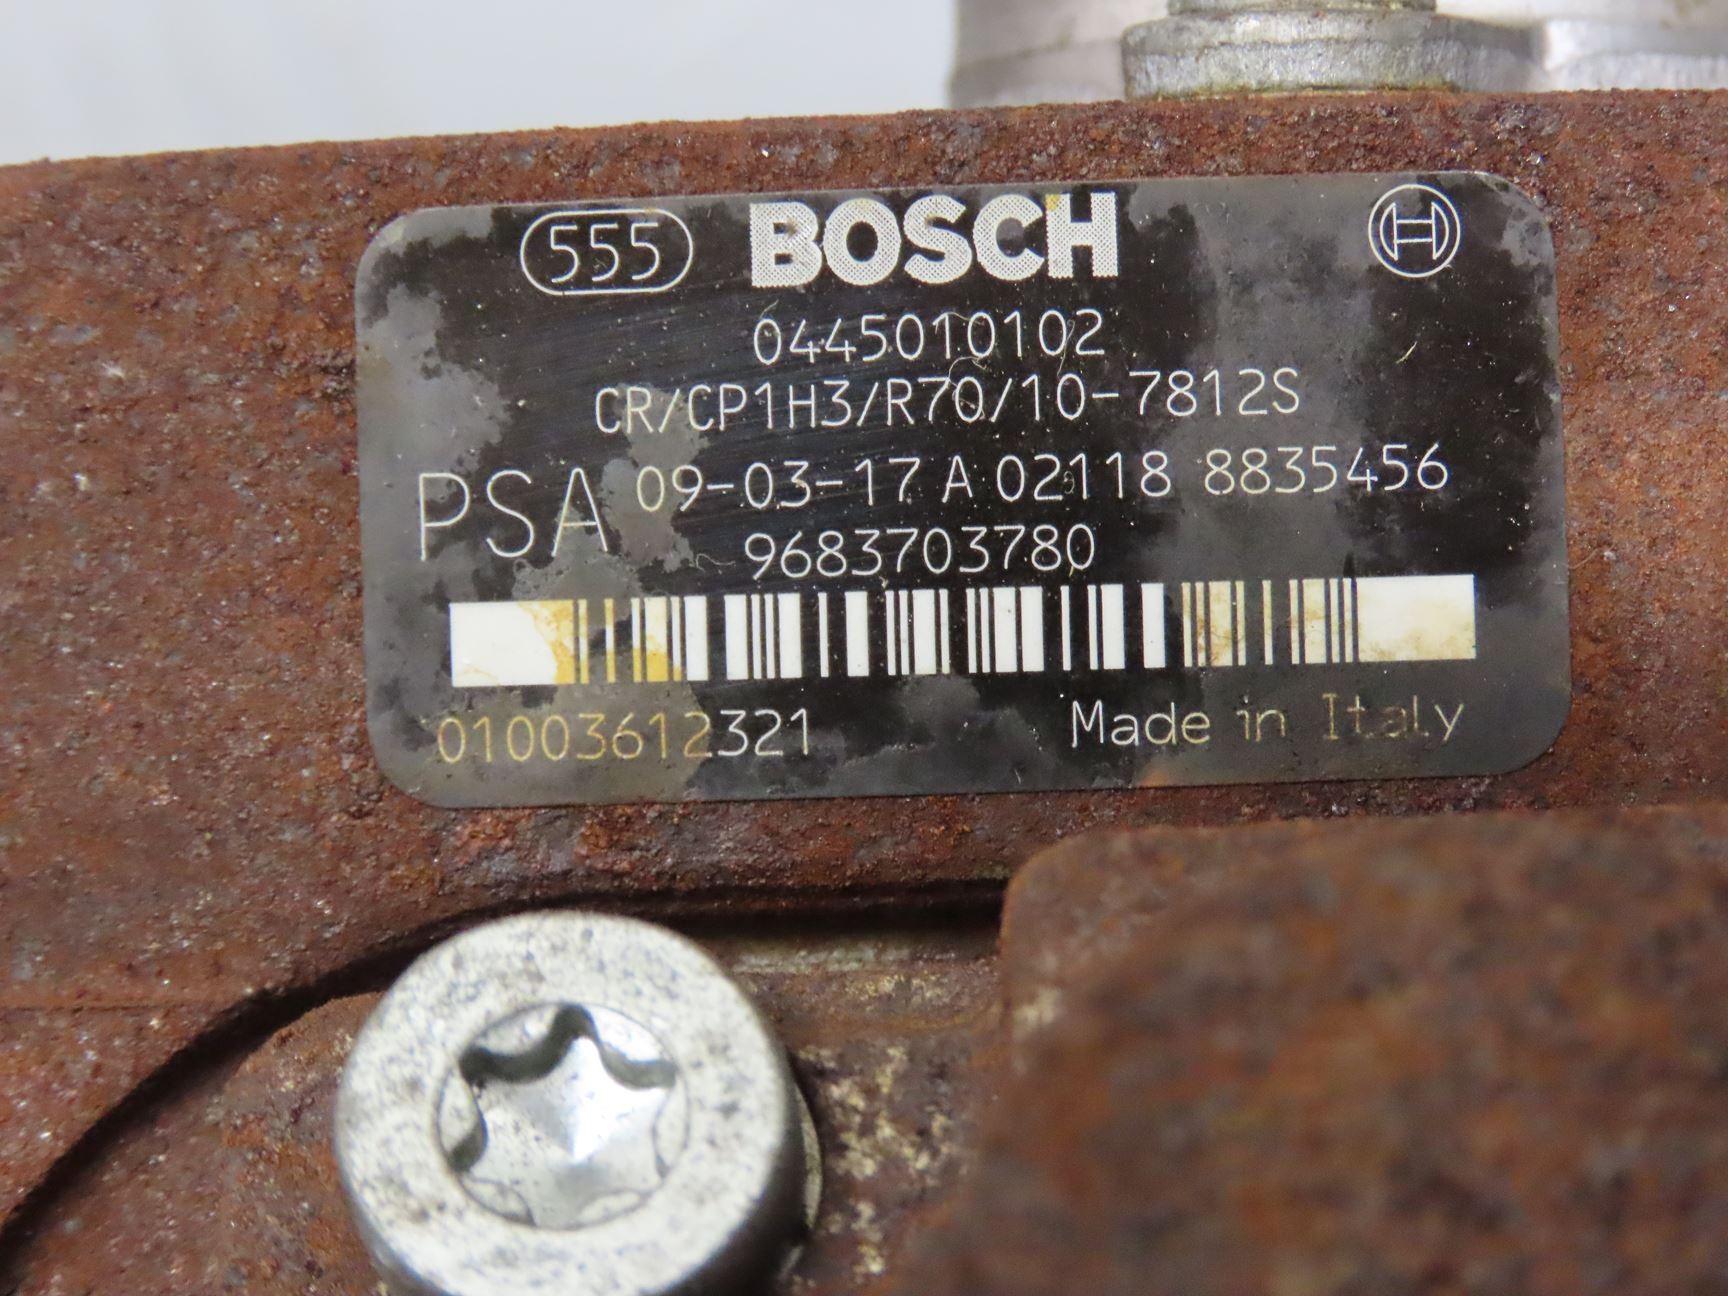 555 BOSCH
0445010102
CR/CP1H3/R70/10-7812S
PSA 09-03-17 A 02118 8835456
9683703780
01003612321 Made in Italy